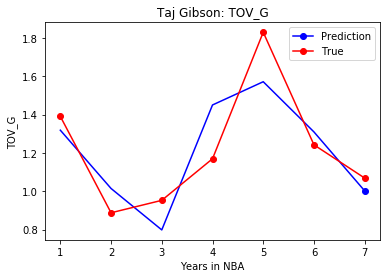 Taj Gibson: TOV_G
Prediction
True
1.8
1.6
1.4
1.2
1.0
0.8
TOV_G
1 2 3 4 5 6 7
Years in NBA